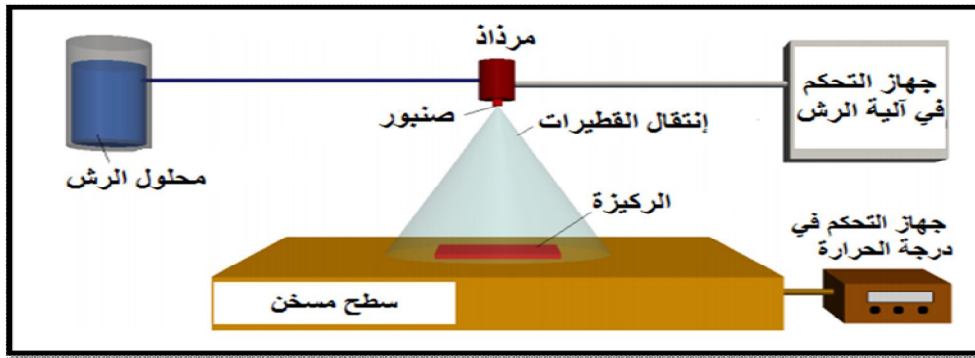 مرذاذ
جهاز التحكم
في آلية الرش
صنبور
إنتقال القطيرات
محلول الرش
الركيزة
جهاز التحكم في
درجة الحرارة
سطح مسخن